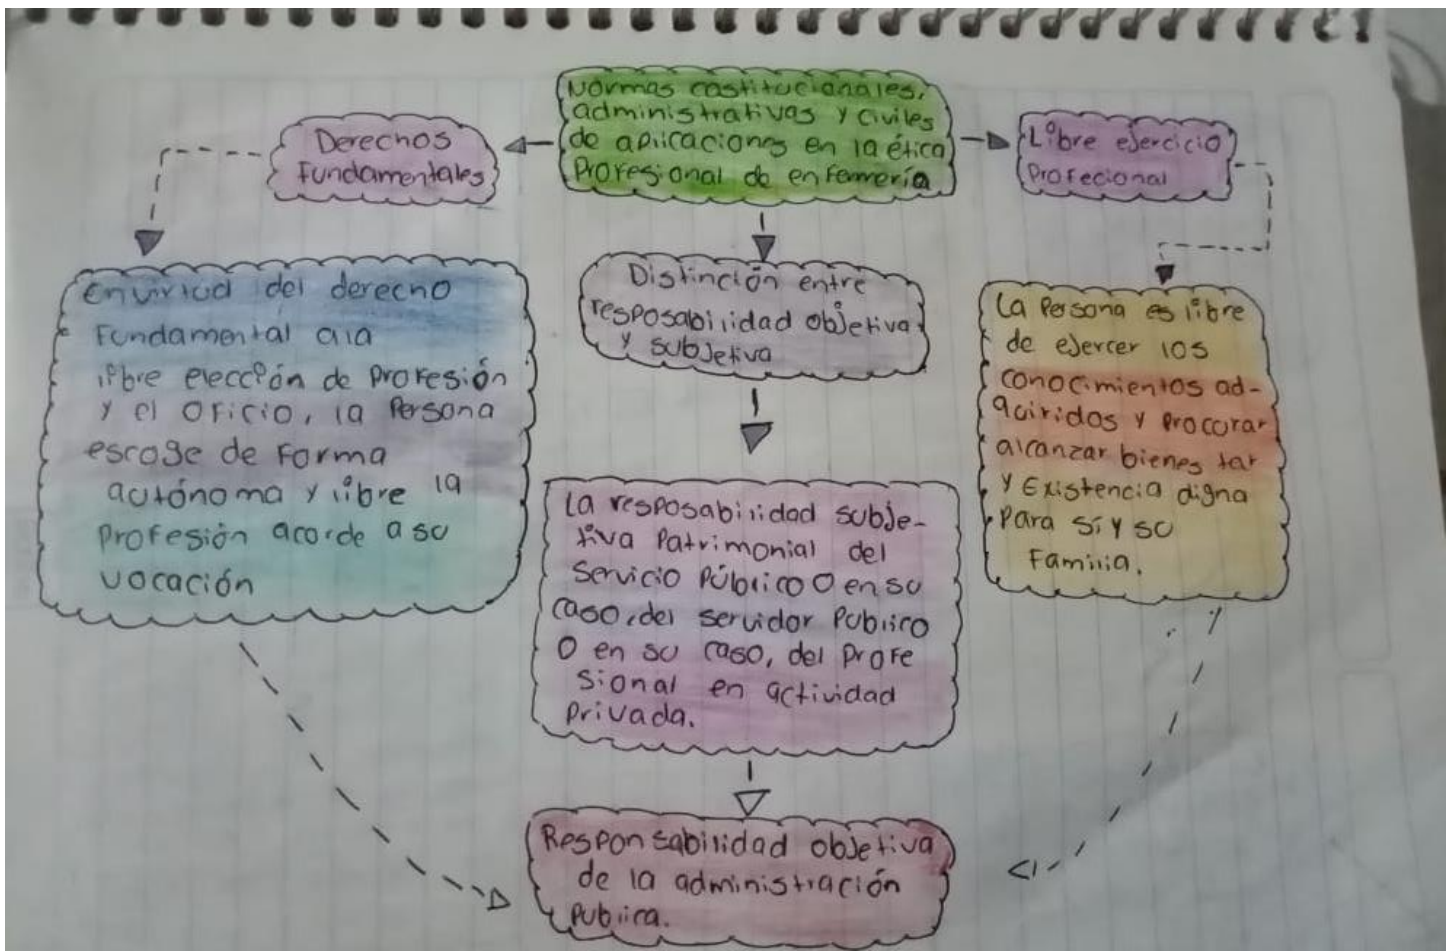 Normas costitucionales,
administrativas y civiles
de aplicaciones en la ética
Profesional de enfermería
Derechos
fundamentales
Libre ejercicio
Profecional
En virtud del derecho
Fundamental a la
libre elección de Profesión
y el oficio, la Persona
escoge de Forma
autónoma y libre la
Profesión acorde a su
vocación
Distinción entre
resposabilidad objetiva
y subjetiva
La resposabilidad subje-
tiva Patrimonial del
Servicio Público O en su
caso, del servidor Publico
O en su caso, del Profe
sional en actividad
Privada.
La Persona es libre
de ejercer los
conocimientos ad-
quiridos y Procurar
alcanzar bienestar
y Existencia digna
Para sí y su
Familia.
Responsabilidad objetiva
de la administración
Publica.